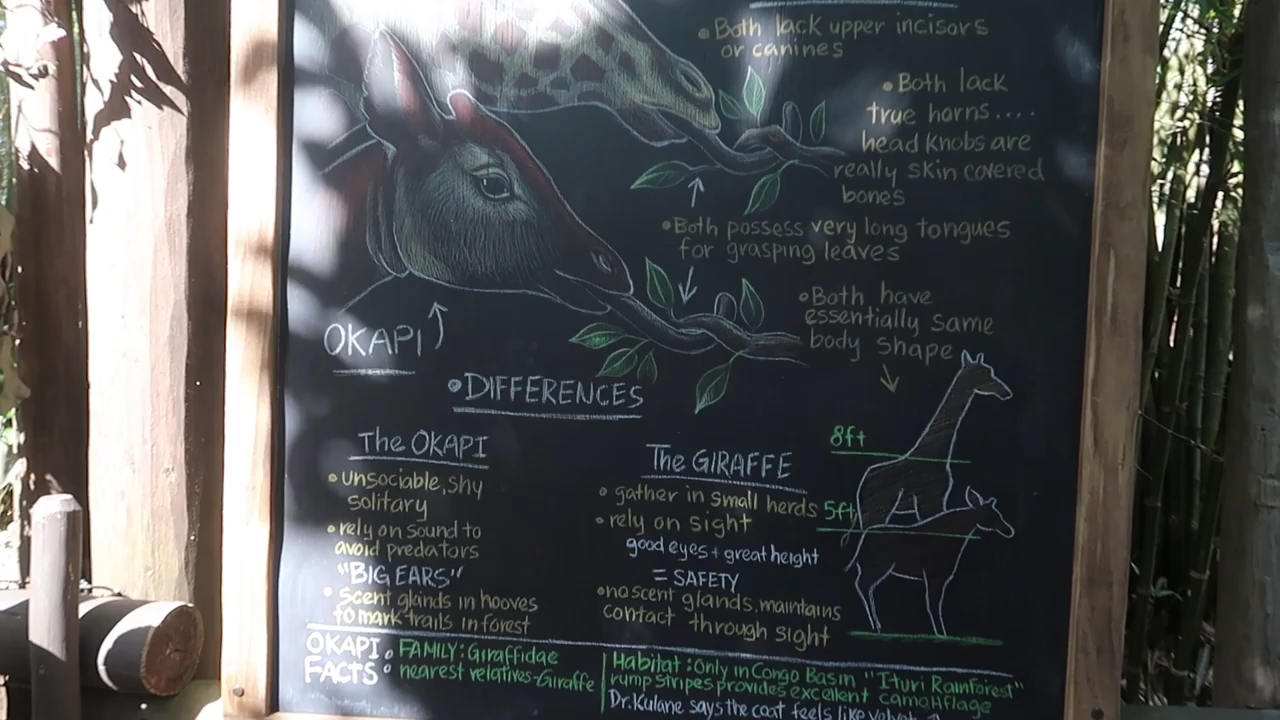 • Both lack upper incisors
or canines
• Both lack
true horns....
head knobs are
really skin covered
bones
• Both possess very long tongues
for grasping leaves
• Both have
essentially same
body shape
OKAPI
• DIFFERENCES
The OKAPI
• unsociable, shy
solitary
• rely on sound to
avoid predators
"BIG EARS"
• scent glands in hooves
to mark trails in forest
The GIRAFFE
• gather in small herds
• rely on sight
good eyes + great height
= SAFETY
• no scent glands, maintains
contact through sight
8ft
5ft
OKAPI
FACTS
• FAMILY: Giraffidae
• nearest relatives-Giraffe
Habitat: Only in Congo Basin "Ituri Rainforest"
rump stripes provides excellent camoflflage
Dr. Kulane says the coat feels like velvet